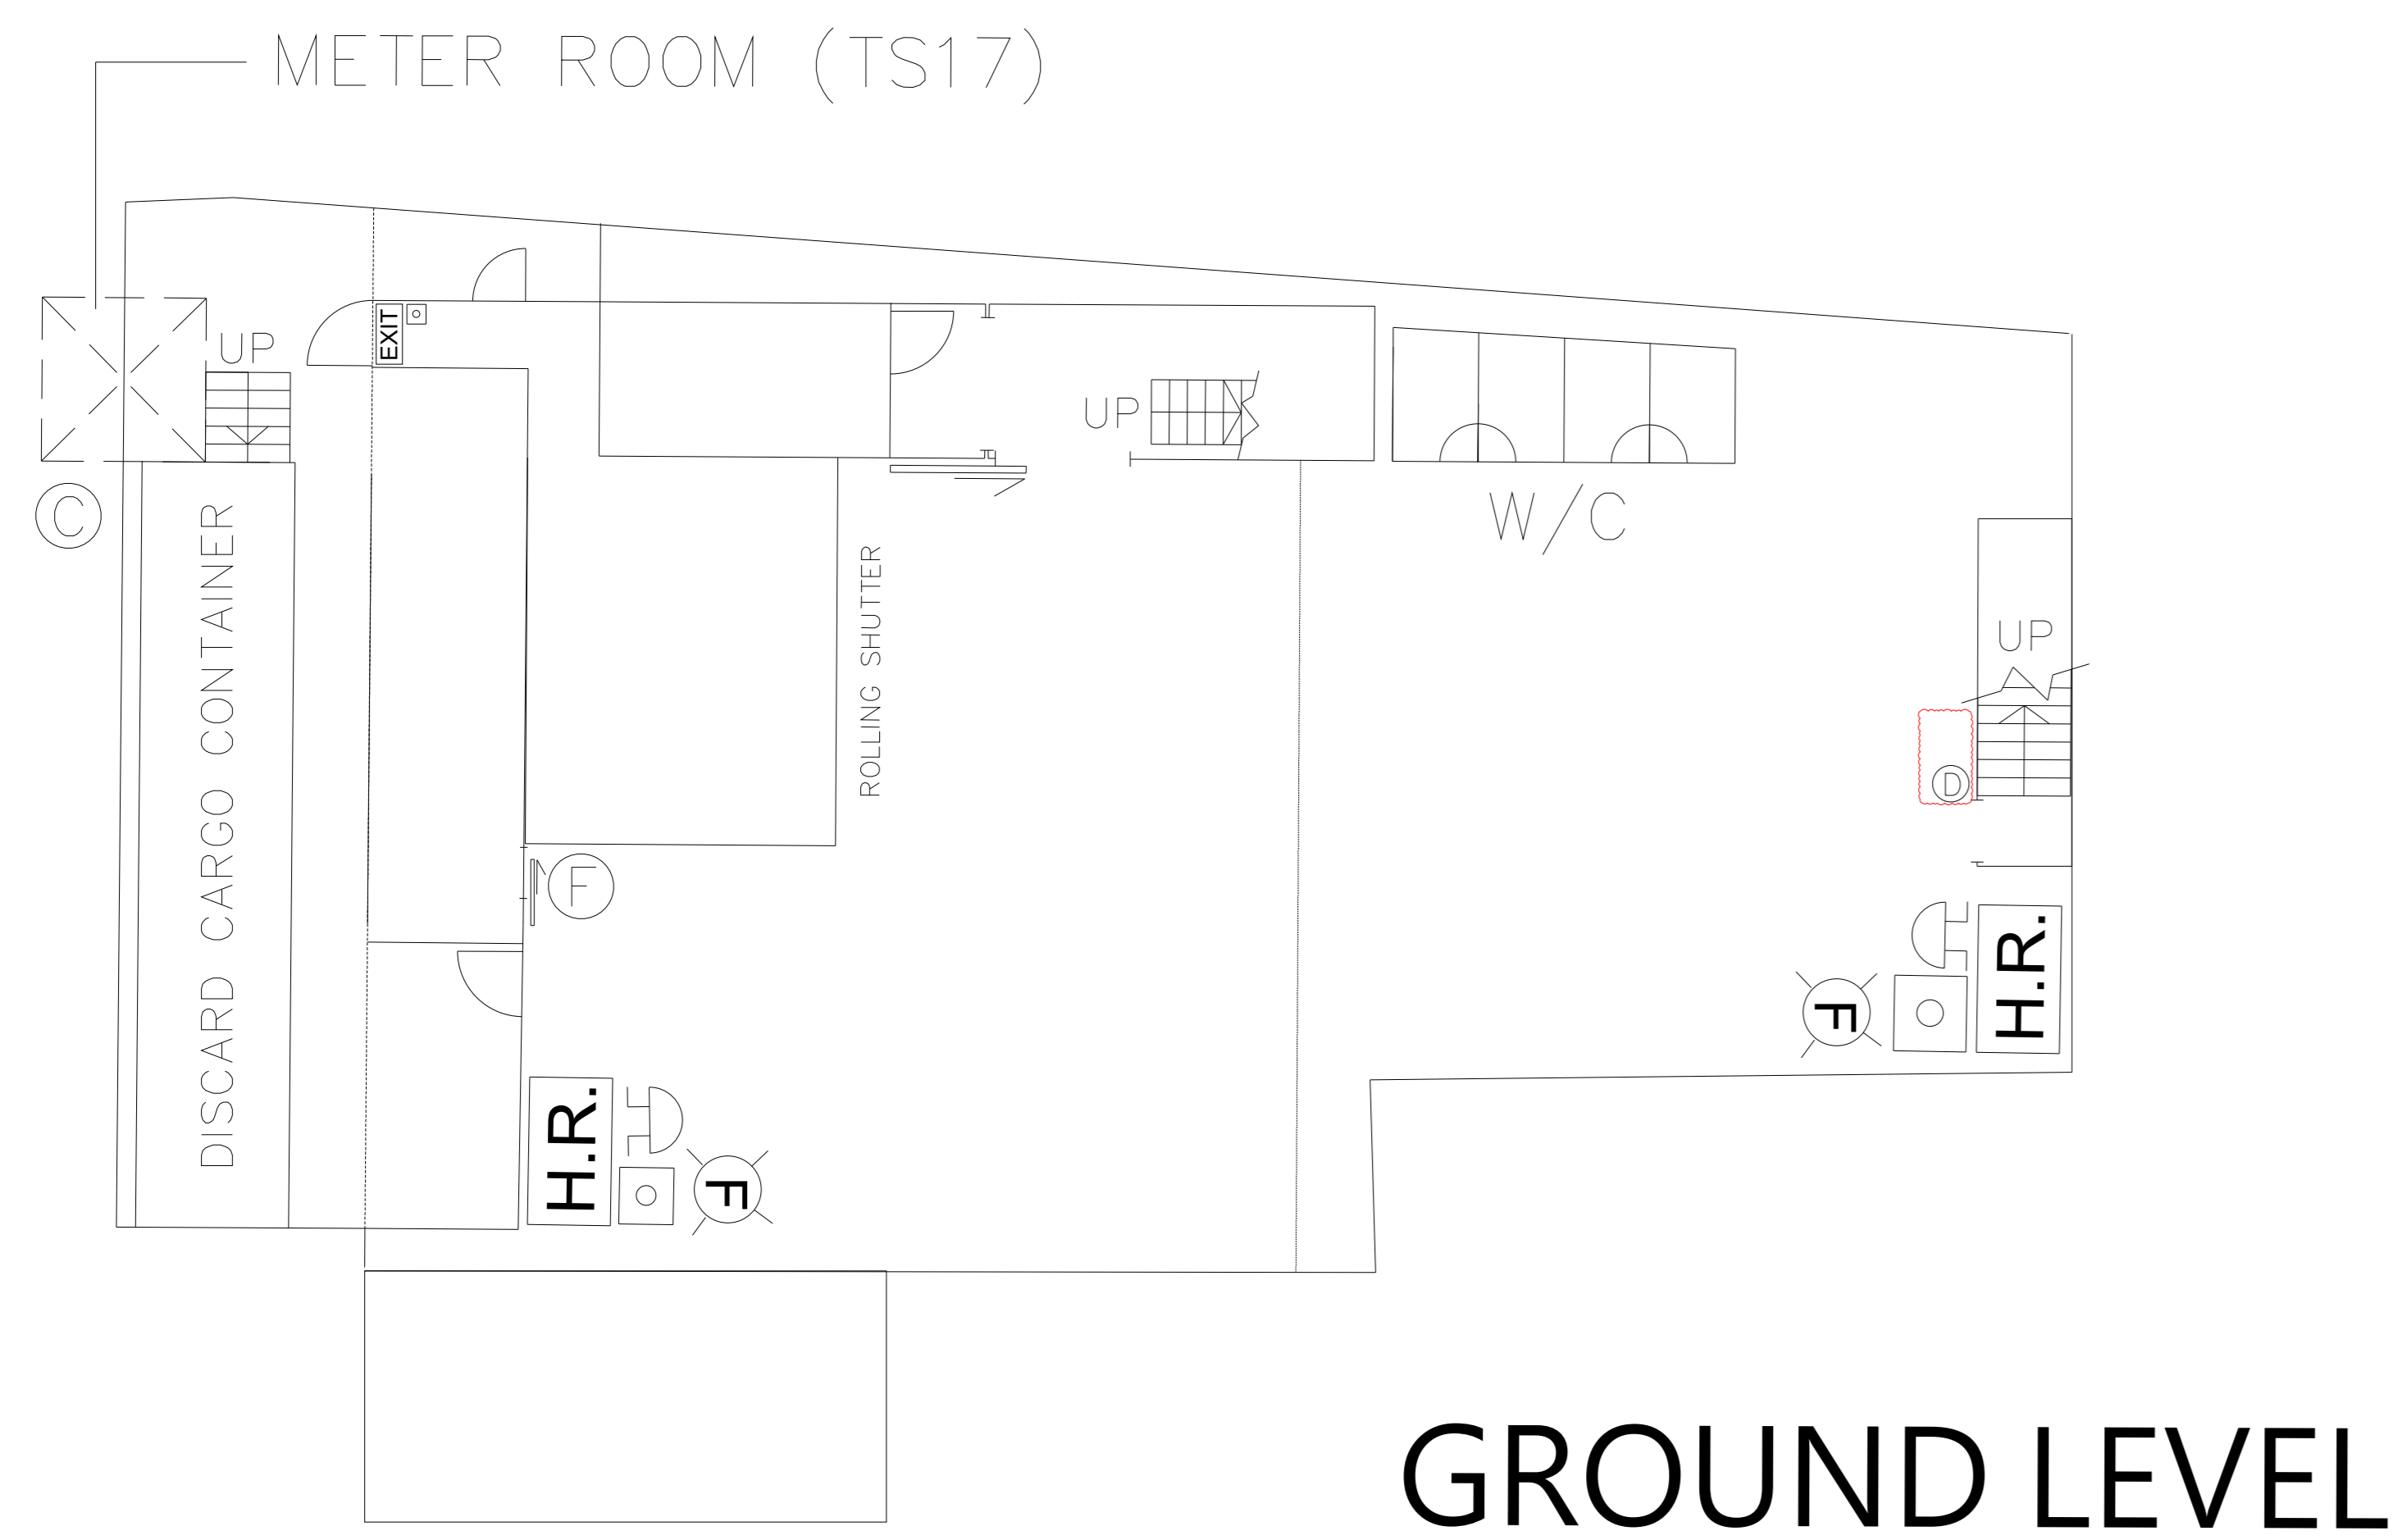 METER ROOM (TS17)
EXIT
UP
UP
C
W/C
DISCARD CARGO CONTAINER
ROLLING SHUTTER
UP
D
F
H.R.
F
H.R.
F
GROUND LEVEL